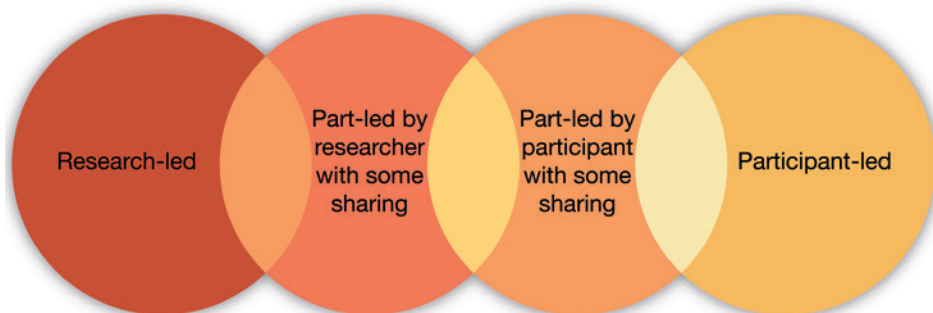 Research-led
Part-led by
researcher
with some
sharing
Part-led by
participant
with some
sharing
Participant-led